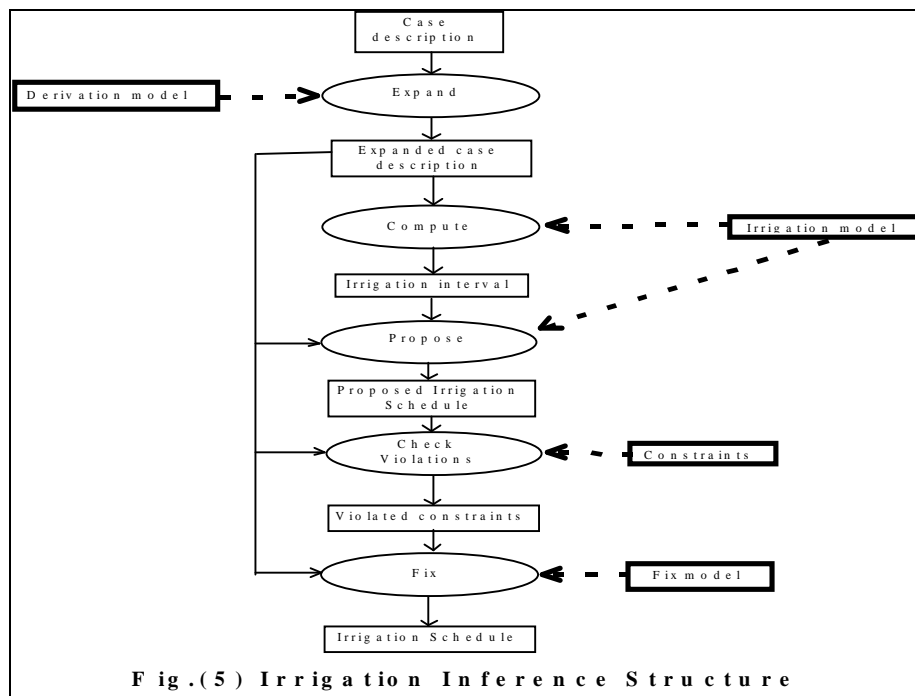 Case
description
Derivation model
Expand
Expanded case
description
Compute
Irrigation model
Irrigation interval
Propose
Proposed Irrigation
Schedule
Check
Violations
Constraints
Violated constraints
Fix
Fix model
Irrigation Schedule
Fig.(5) Irrigation Inference Structure